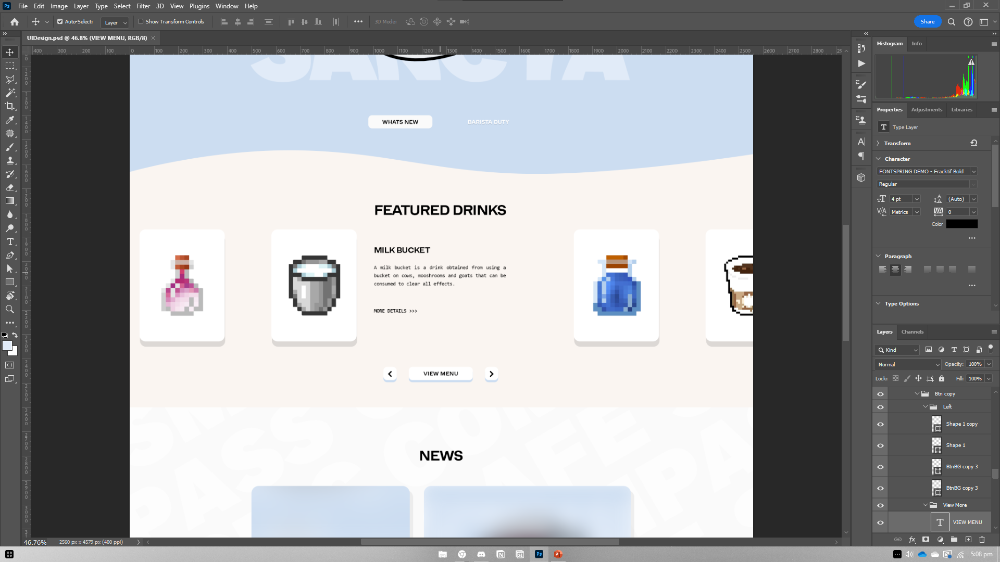 File Edit Image Layer Type Select Filter 3D View Plugins Window Help
Auto-Select: Layer Show Transform Controls 3D Mode: Share
UIDesign.psd @ 46.8% (VIEW MENU, RGB/8)
400 300 200 100 0 100 200 300 400 500 600 700 800 900 1000 1100 1200 1300 1400 1500 1600 1700 1800 1900 2000 2100 2200 2300 2400 2500 2600 2700 2800
SANCTA
WHATS NEW
BARISTA DUTY
FEATURED DRINKS
MILK BUCKET
A milk bucket is a drink obtained from using a
bucket on cows, mooshrooms and goats that can be
consumed to clear all effects.
MORE DETAILS >>>
VIEW MENU
NEWS
46.76% 2560 px x 4579 px (400 ppi)
Histogram Info
Properties Adjustments Libraries
Type Layer
Transform
Character
FONTSPRING DEMO - Fracktif Bold
Regular
4 pt (Auto)
Metrics 0
Color
Paragraph
Type Options
Layers Channels
Kind
Normal Opacity: 100%
Lock: Fill: 100%
Btn copy
Left
Shape 1 copy
Shape 1
BtnBG copy 3
BtnBG copy 3
View More
VIEW MENU
5:08 pm